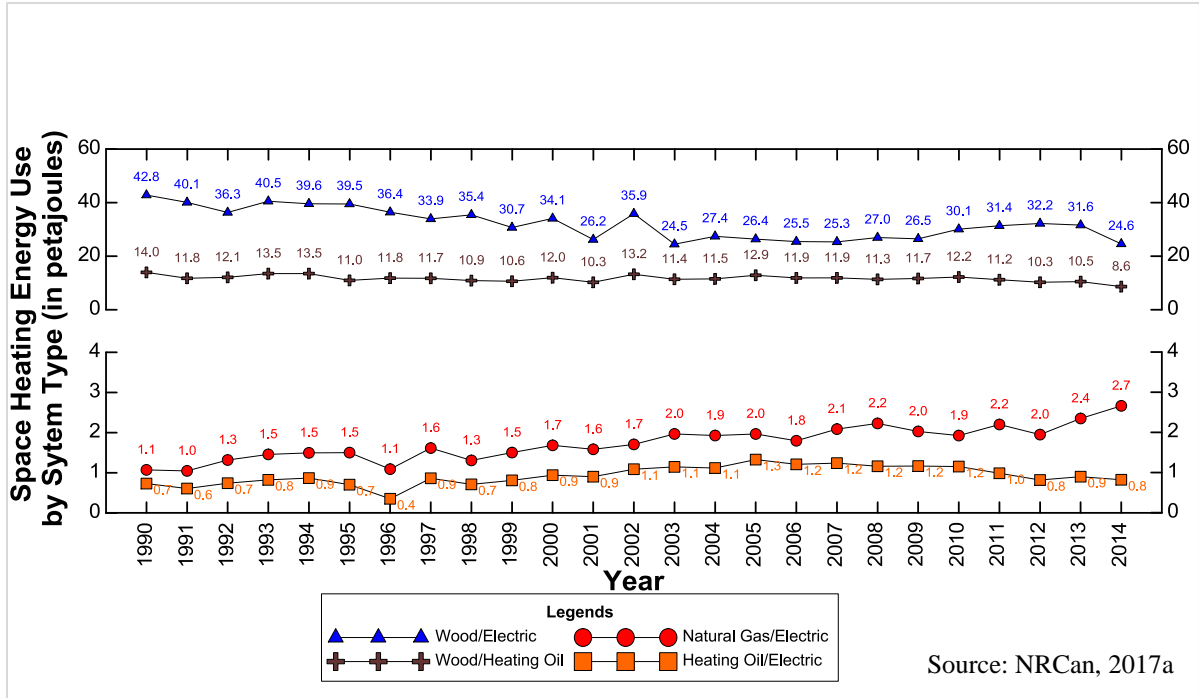 Space Heating Energy Use
by Sytem Type (in petajoules)
60 60
42.8 40.1 36.3 40.5 39.6 39.5 36.4 33.9 35.4 30.7 34.1 26.2 35.9 24.5 27.4 26.4 25.5 25.3 27.0 26.5 30.1 31.4 32.2 31.6 24.6
40 40
20 20
14.0 11.8 12.1 13.5 13.5 11.0 11.8 11.7 10.9 10.6 12.0 10.3 13.2 11.4 11.5 12.9 11.9 11.9 11.3 11.7 12.2 11.2 10.3 10.5 8.6
0 0
4 4
3 3
1.1 1.0 1.3 1.5 1.5 1.5 1.1 1.6 1.3 1.5 1.7 1.6 1.7 2.0 1.9 2.0 1.8 2.1 2.2 2.0 1.9 2.2 2.0 2.4 2.7
2 2
1 1
0.7 0.6 0.7 0.8 0.9 0.7 0.4 0.9 0.7 0.8 0.9 0.9 1.1 1.1 1.1 1.3 1.2 1.2 1.2 1.2 1.2 1.0 0.8 0.9 0.8
0 0
1990 1991 1992 1993 1994 1995 1996 1997 1998 1999 2000 2001 2002 2003 2004 2005 2006 2007 2008 2009 2010 2011 2012 2013 2014
Year
Legends
Wood/Electric Natural Gas/Electric
Wood/Heating Oil Heating Oil/Electric
Source: NRCan, 2017a